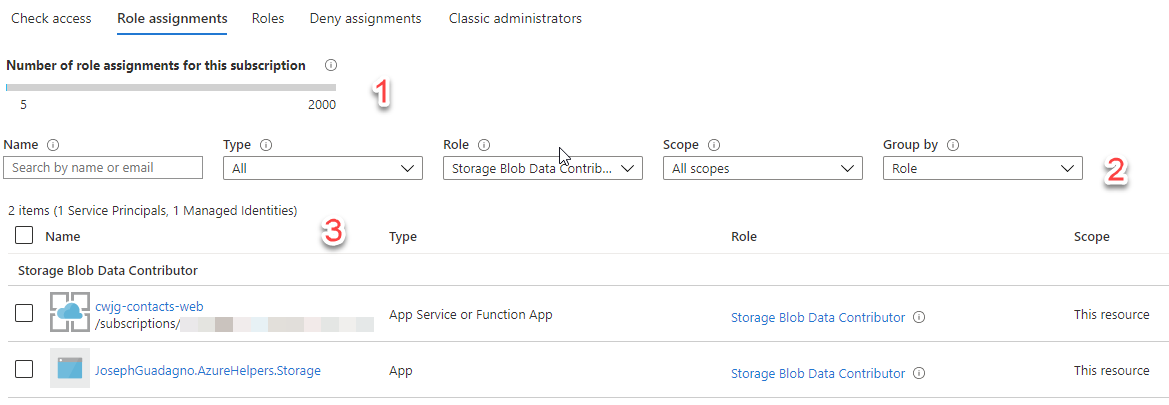 Check access Role assignments Roles Deny assignments Classic administrators
Number of role assignments for this subscription
1
5 2000
Name Type Role Scope Group by
Search by name or email All Storage Blob Data Contrib... All scopes Role
2
2 items (1 Service Principals, 1 Managed Identities)
3
Name Type Role Scope
Storage Blob Data Contributor
cwjg-contacts-web
/subscriptions/
App Service or Function App Storage Blob Data Contributor This resource
JosephGuadagno.AzureHelpers.Storage App Storage Blob Data Contributor This resource